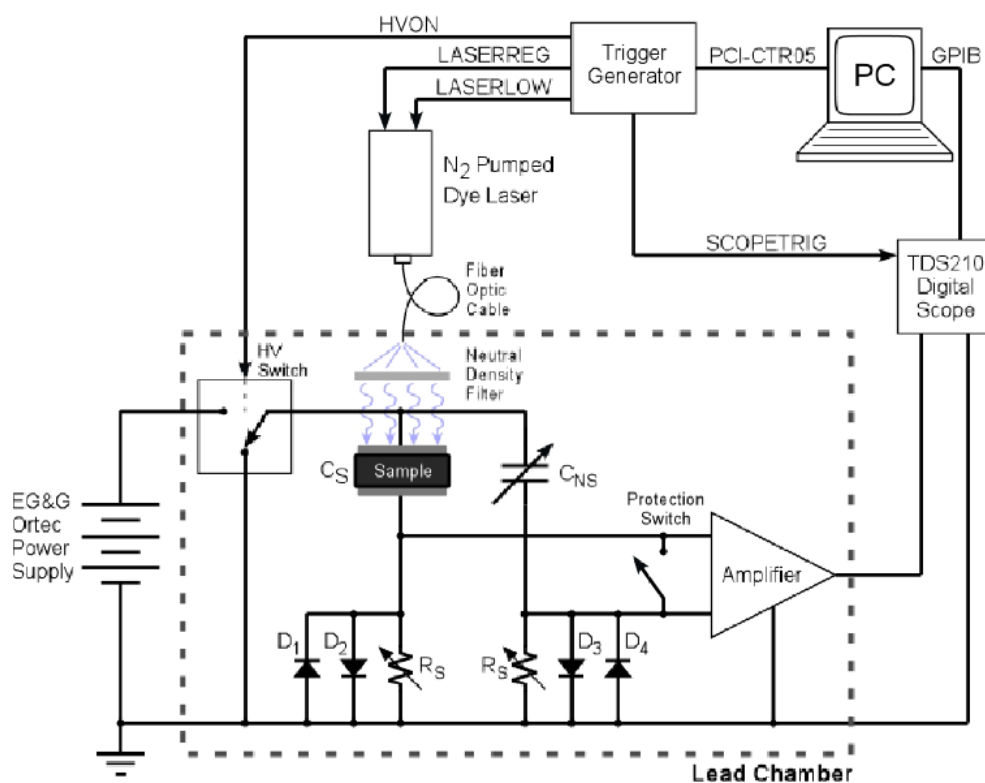 HVON
LASERREG
LASERLOW
Trigger
Generator
PCI-CTR05
PC
GPIB
N2 Pumped
Dye Laser
SCOPETRIG
TDS210
Digital
Scope
Fiber
Optic
Cable
HV
Switch
Neutral
Density
Filter
CS
Sample
CNS
EG&G
Ortec
Power
Supply
Protection
Switch
Amplifier
D1
D2
RS
RS
D3
D4
Lead Chamber